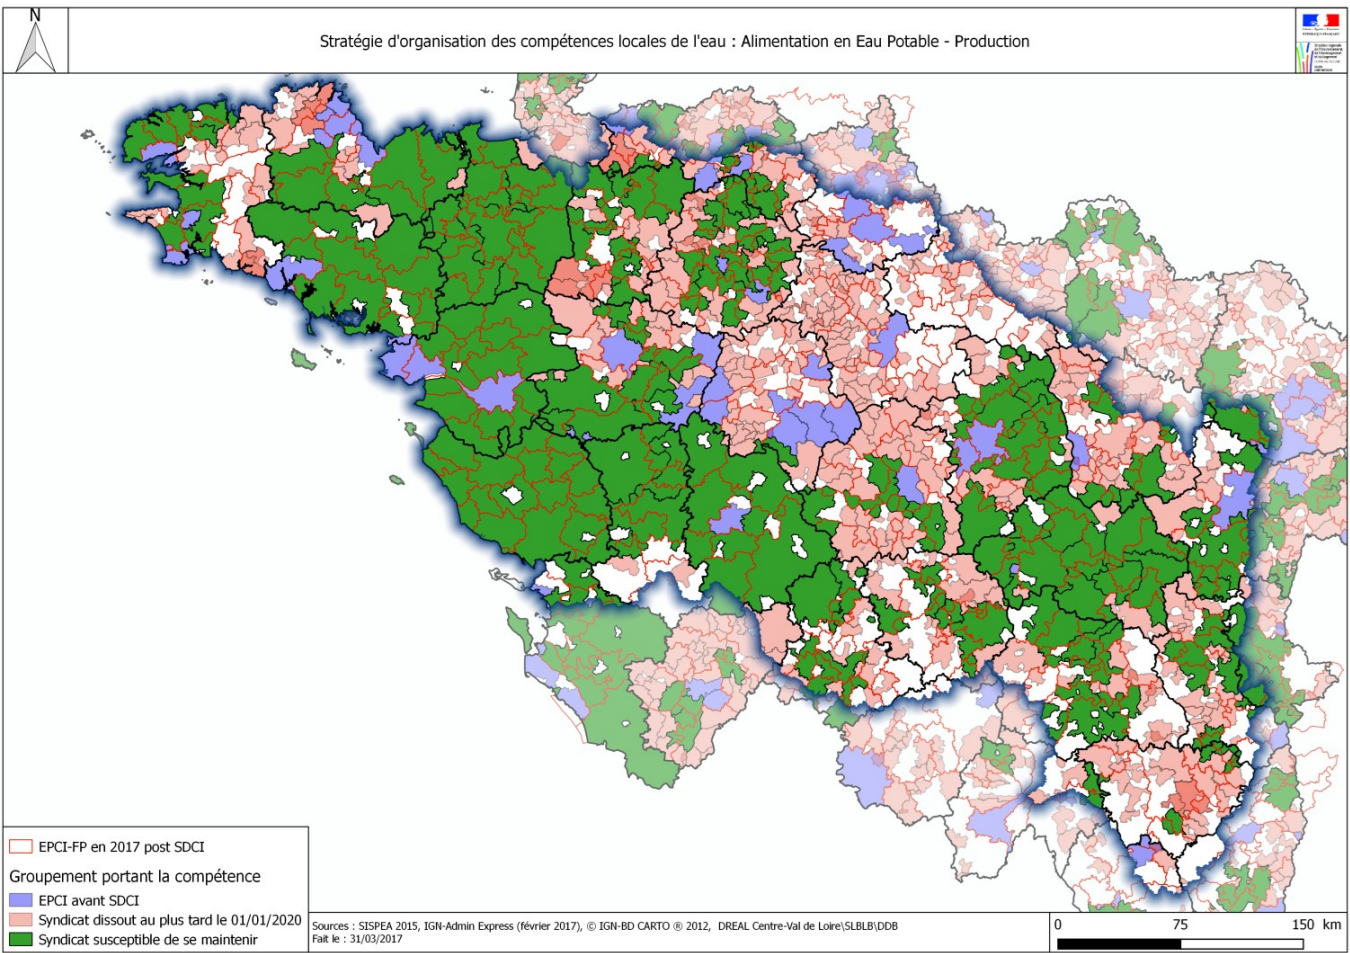 N
Stratégie d'organisation des compétences locales de l'eau : Alimentation en Eau Potable - Production
EPCI-FP en 2017 post SDCI
Groupement portant la compétence
EPCI avant SDCI
Syndicat dissout au plus tard le 01/01/2020
Syndicat susceptible de se maintenir
Sources : SISPEA 2015, IGN-Admin Express (février 2017), © IGN-BD CARTO ® 2012, DREAL Centre-Val de Loire\SLBLB\DDB
Fait le : 31/03/2017
0 75 150 km